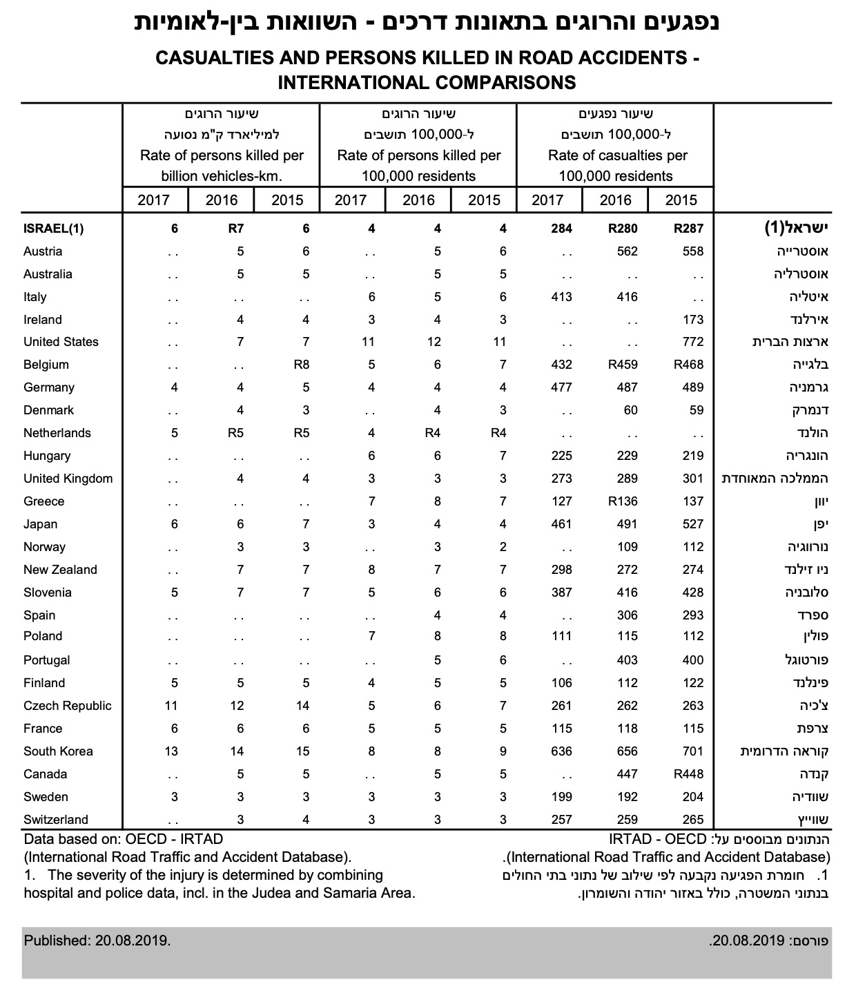 נפגעים והרוגים בתאונות דרכים - השוואות בין-לאומיות
CASUALTIES AND PERSONS KILLED IN ROAD ACCIDENTS -
INTERNATIONAL COMPARISONS
שיעור הרוגים שיעור הרוגים שיעור נפגעים
למיליארד ק"מ נסועה ל-100,000 תושבים ל-100,000 תושבים
Rate of persons killed per Rate of persons killed per Rate of casualties per
billion vehicles-km. 100,000 residents 100,000 residents
2017 2016 2015 2017 2016 2015 2017 2016 2015
ISRAEL(1) 6 R7 6 4 4 4 284 R280 R287 ישראל(1)
Austria .. 5 6 .. 5 6 .. 562 558 אוסטרייה
Australia .. 5 5 .. 5 5 .. .. .. אוסטרליה
Italy .. .. .. 6 5 6 413 416 .. איטליה
Ireland .. 4 4 3 4 3 .. .. 173 אירלנד
United States .. 7 7 11 12 11 .. .. 772 ארצות הברית
Belgium .. .. R8 5 6 7 432 R459 R468 בלגייה
Germany 4 4 5 4 4 4 477 487 489 גרמניה
Denmark .. 4 3 .. 4 3 .. 60 59 דנמרק
Netherlands 5 R5 R5 4 R4 R4 .. .. .. הולנד
Hungary .. .. .. 6 6 7 225 229 219 הונגריה
United Kingdom .. 4 4 3 3 3 273 289 301 הממלכה המאוחדת
Greece .. .. .. 7 8 7 127 R136 137 יוון
Japan 6 6 7 3 4 4 461 491 527 יפן
Norway .. 3 3 .. 3 2 .. 109 112 נורווגיה
New Zealand .. 7 7 8 7 7 298 272 274 ניו זילנד
Slovenia 5 7 7 5 6 6 387 416 428 סלובניה
Spain .. .. .. .. 4 4 .. 306 293 ספרד
Poland .. .. .. 7 8 8 111 115 112 פולין
Portugal .. .. .. .. 5 6 .. 403 400 פורטוגל
Finland 5 5 5 4 5 5 106 112 122 פינלנד
Czech Republic 11 12 14 5 6 7 261 262 263 צ'כיה
France 6 6 6 5 5 5 115 118 115 צרפת
South Korea 13 14 15 8 8 9 636 656 701 קוראה הדרומית
Canada .. 5 5 .. 5 5 .. 447 R448 קנדה
Sweden 3 3 3 3 3 3 199 192 204 שוודיה
Switzerland .. 3 4 3 3 3 257 259 265 שווייץ
Data based on: OECD - IRTAD הנתונים מבוססים על: IRTAD - OECD
(International Road Traffic and Accident Database). (International Road Traffic and Accident Database).
1. The severity of the injury is determined by combining 1. חומרת הפגיעה נקבעה לפי שילוב של נתוני בתי החולים
hospital and police data, incl. in the Judea and Samaria Area. בנתוני המשטרה, כולל באזור יהודה והשומרון.
Published: 20.08.2019. פורסם: 20.08.2019.